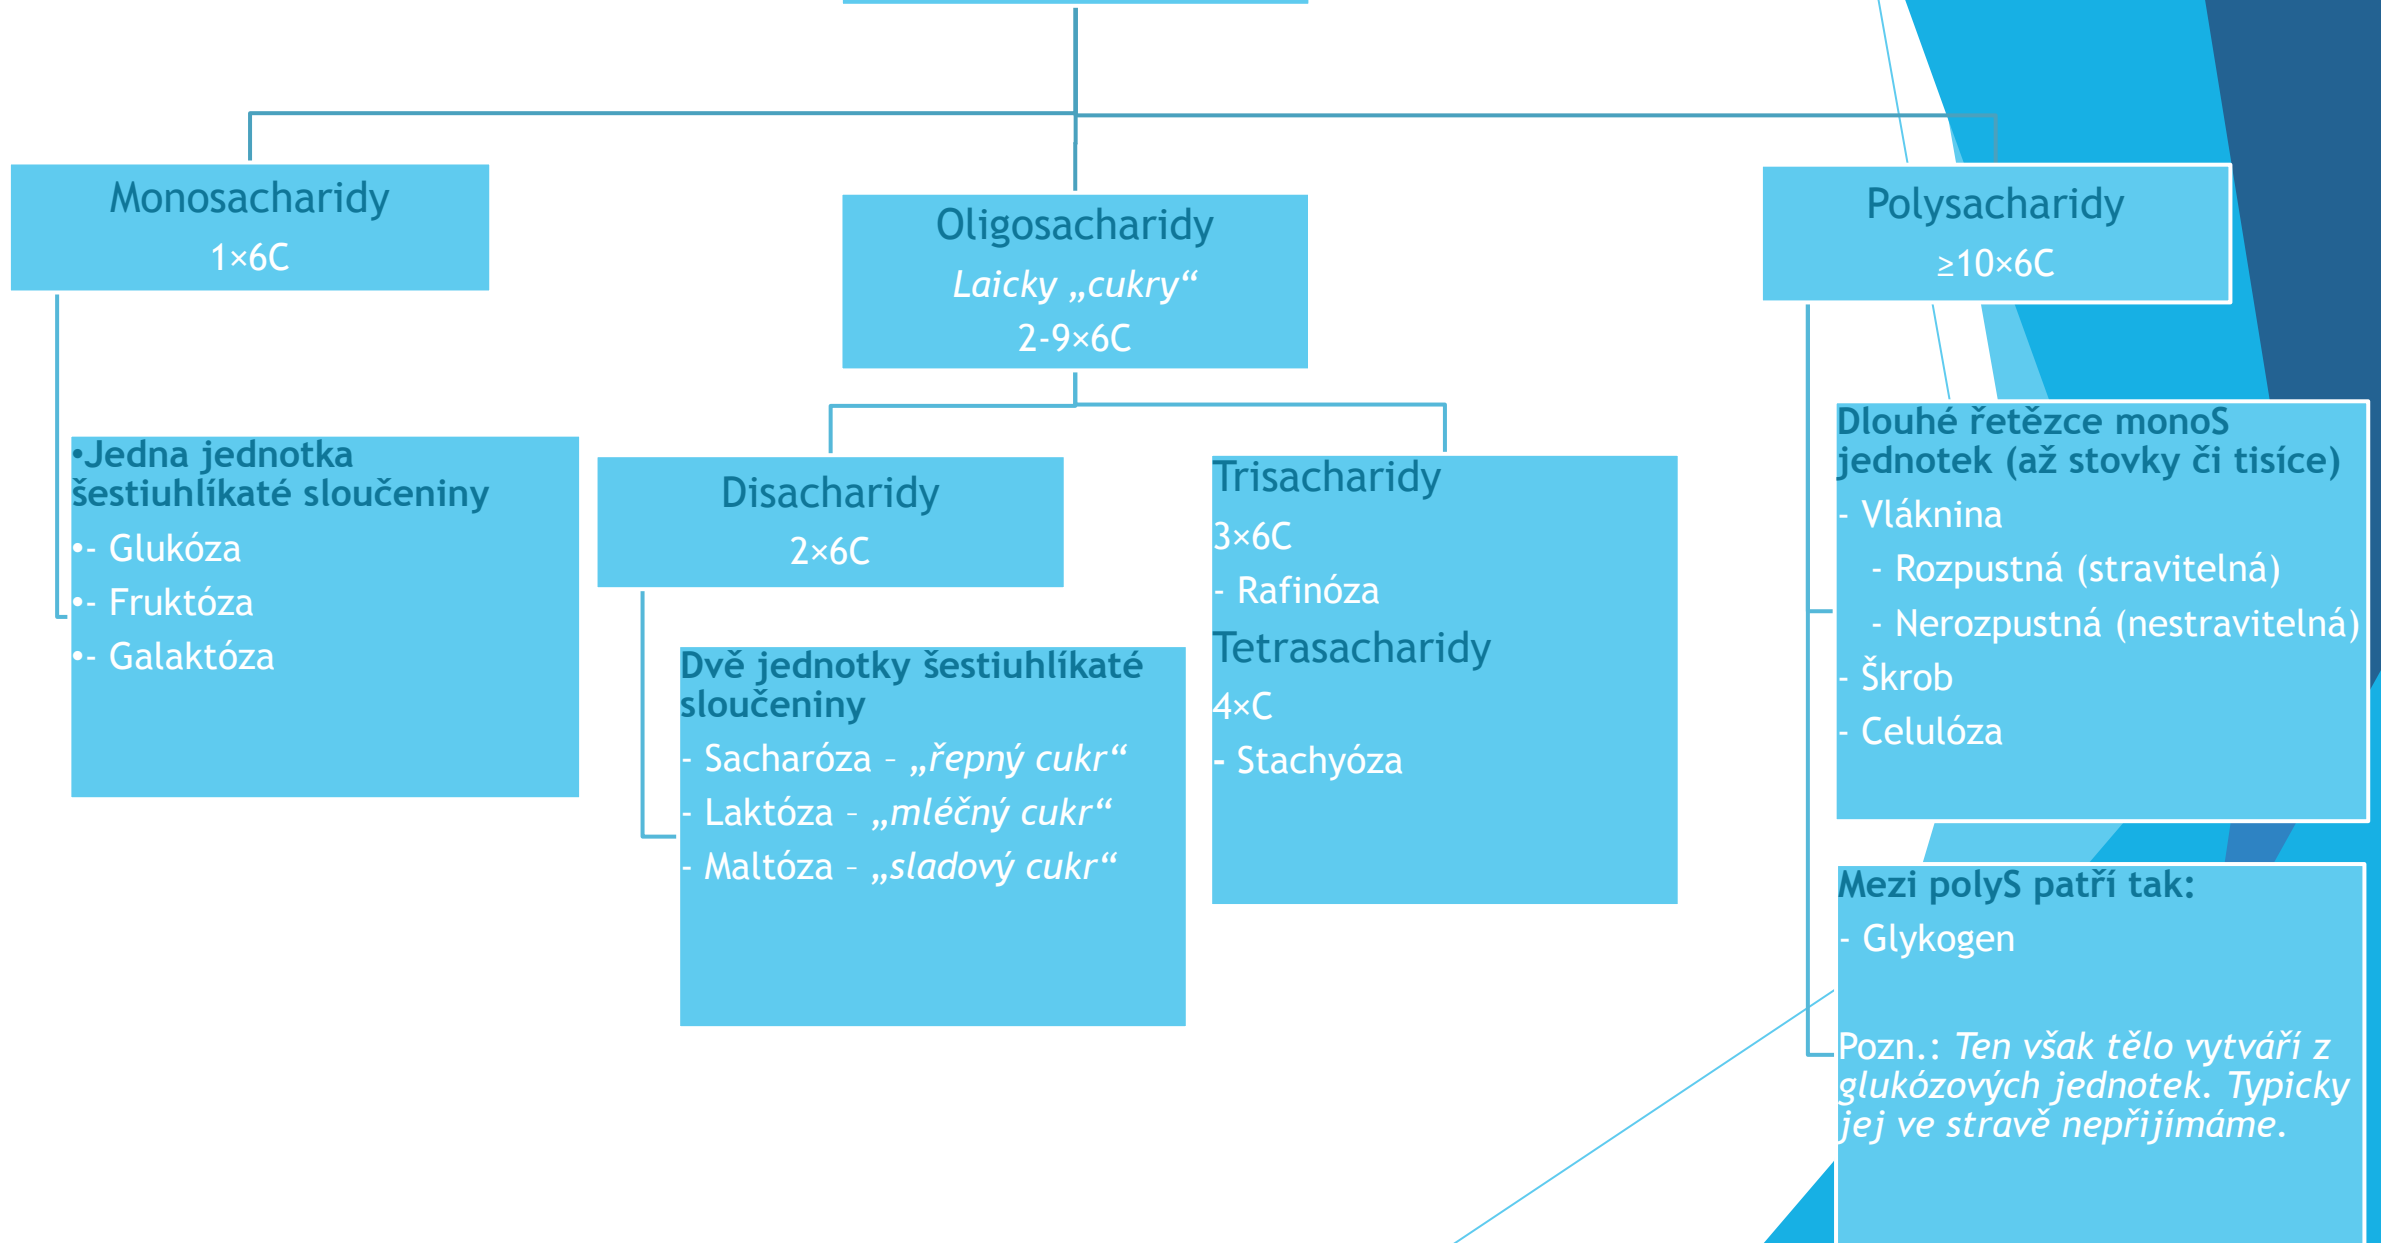 Monosacharidy
1×6C
•Jedna jednotka
šestiuhlíkaté sloučeniny
•- Glukóza
•- Fruktóza
•- Galaktóza
Oligosacharidy
Laicky „cukry“
2-9×6C
Disacharidy
2×6C
Dvě jednotky šestiuhlíkaté
sloučeniny
- Sacharóza – „řepný cukr“
- Laktóza – „mléčný cukr“
- Maltóza – „sladový cukr“
Trisacharidy
3×6C
- Rafinóza
Tetrasacharidy
4×C
- Stachyóza
Polysacharidy
≥10×6C
Dlouhé řetězce monoS
jednotek (až stovky či tisíce)
- Vláknina
- Rozpustná (stravitelná)
- Nerozpustná (nestravitelná)
- Škrob
- Celulóza
Mezi polyS patří tak:
- Glykogen
Pozn.: Ten však tělo vytváří z
glukózových jednotek. Typicky
jej ve stravě nepřijímáme.